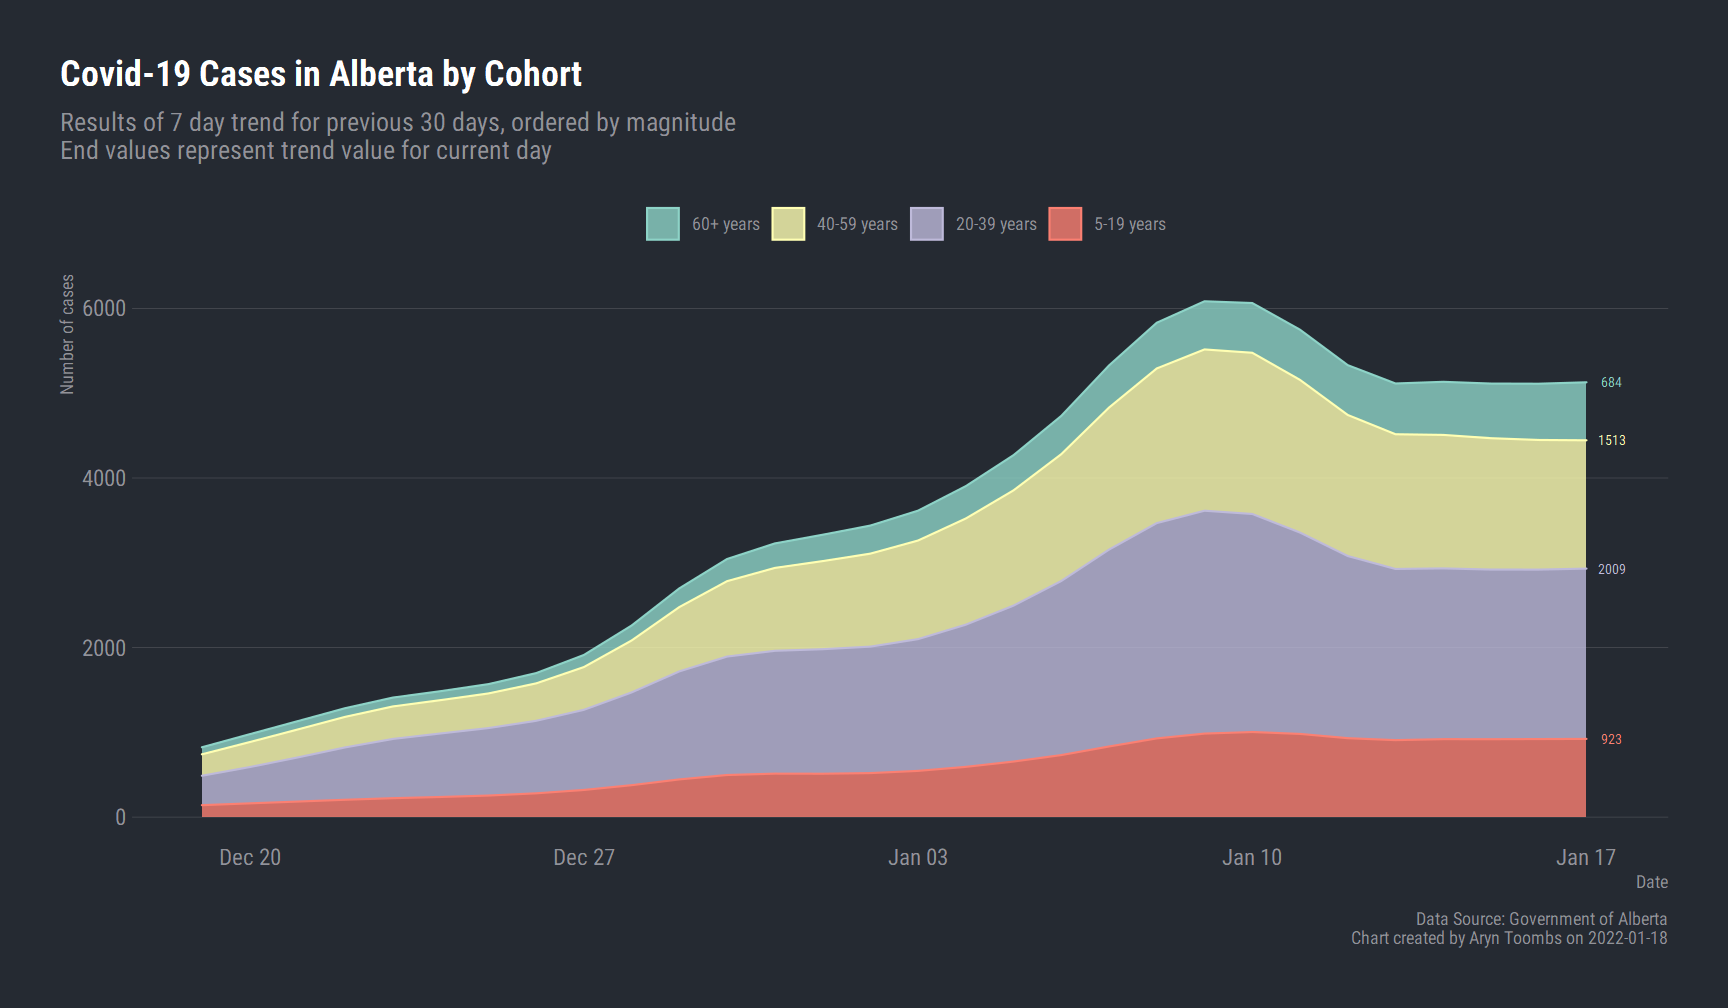 Covid-19 Cases in Alberta by Cohort
Results of 7 day trend for previous 30 days, ordered by magnitude
End values represent trend value for current day
60+ years 40-59 years 20-39 years 5-19 years
Number of cases
6000
684
1513
4000
2009
2000
923
0
Dec 20 Dec 27 Jan 03 Jan 10 Jan 17
Date
Data Source: Government of Alberta
Chart created by Aryn Toombs on 2022-01-18